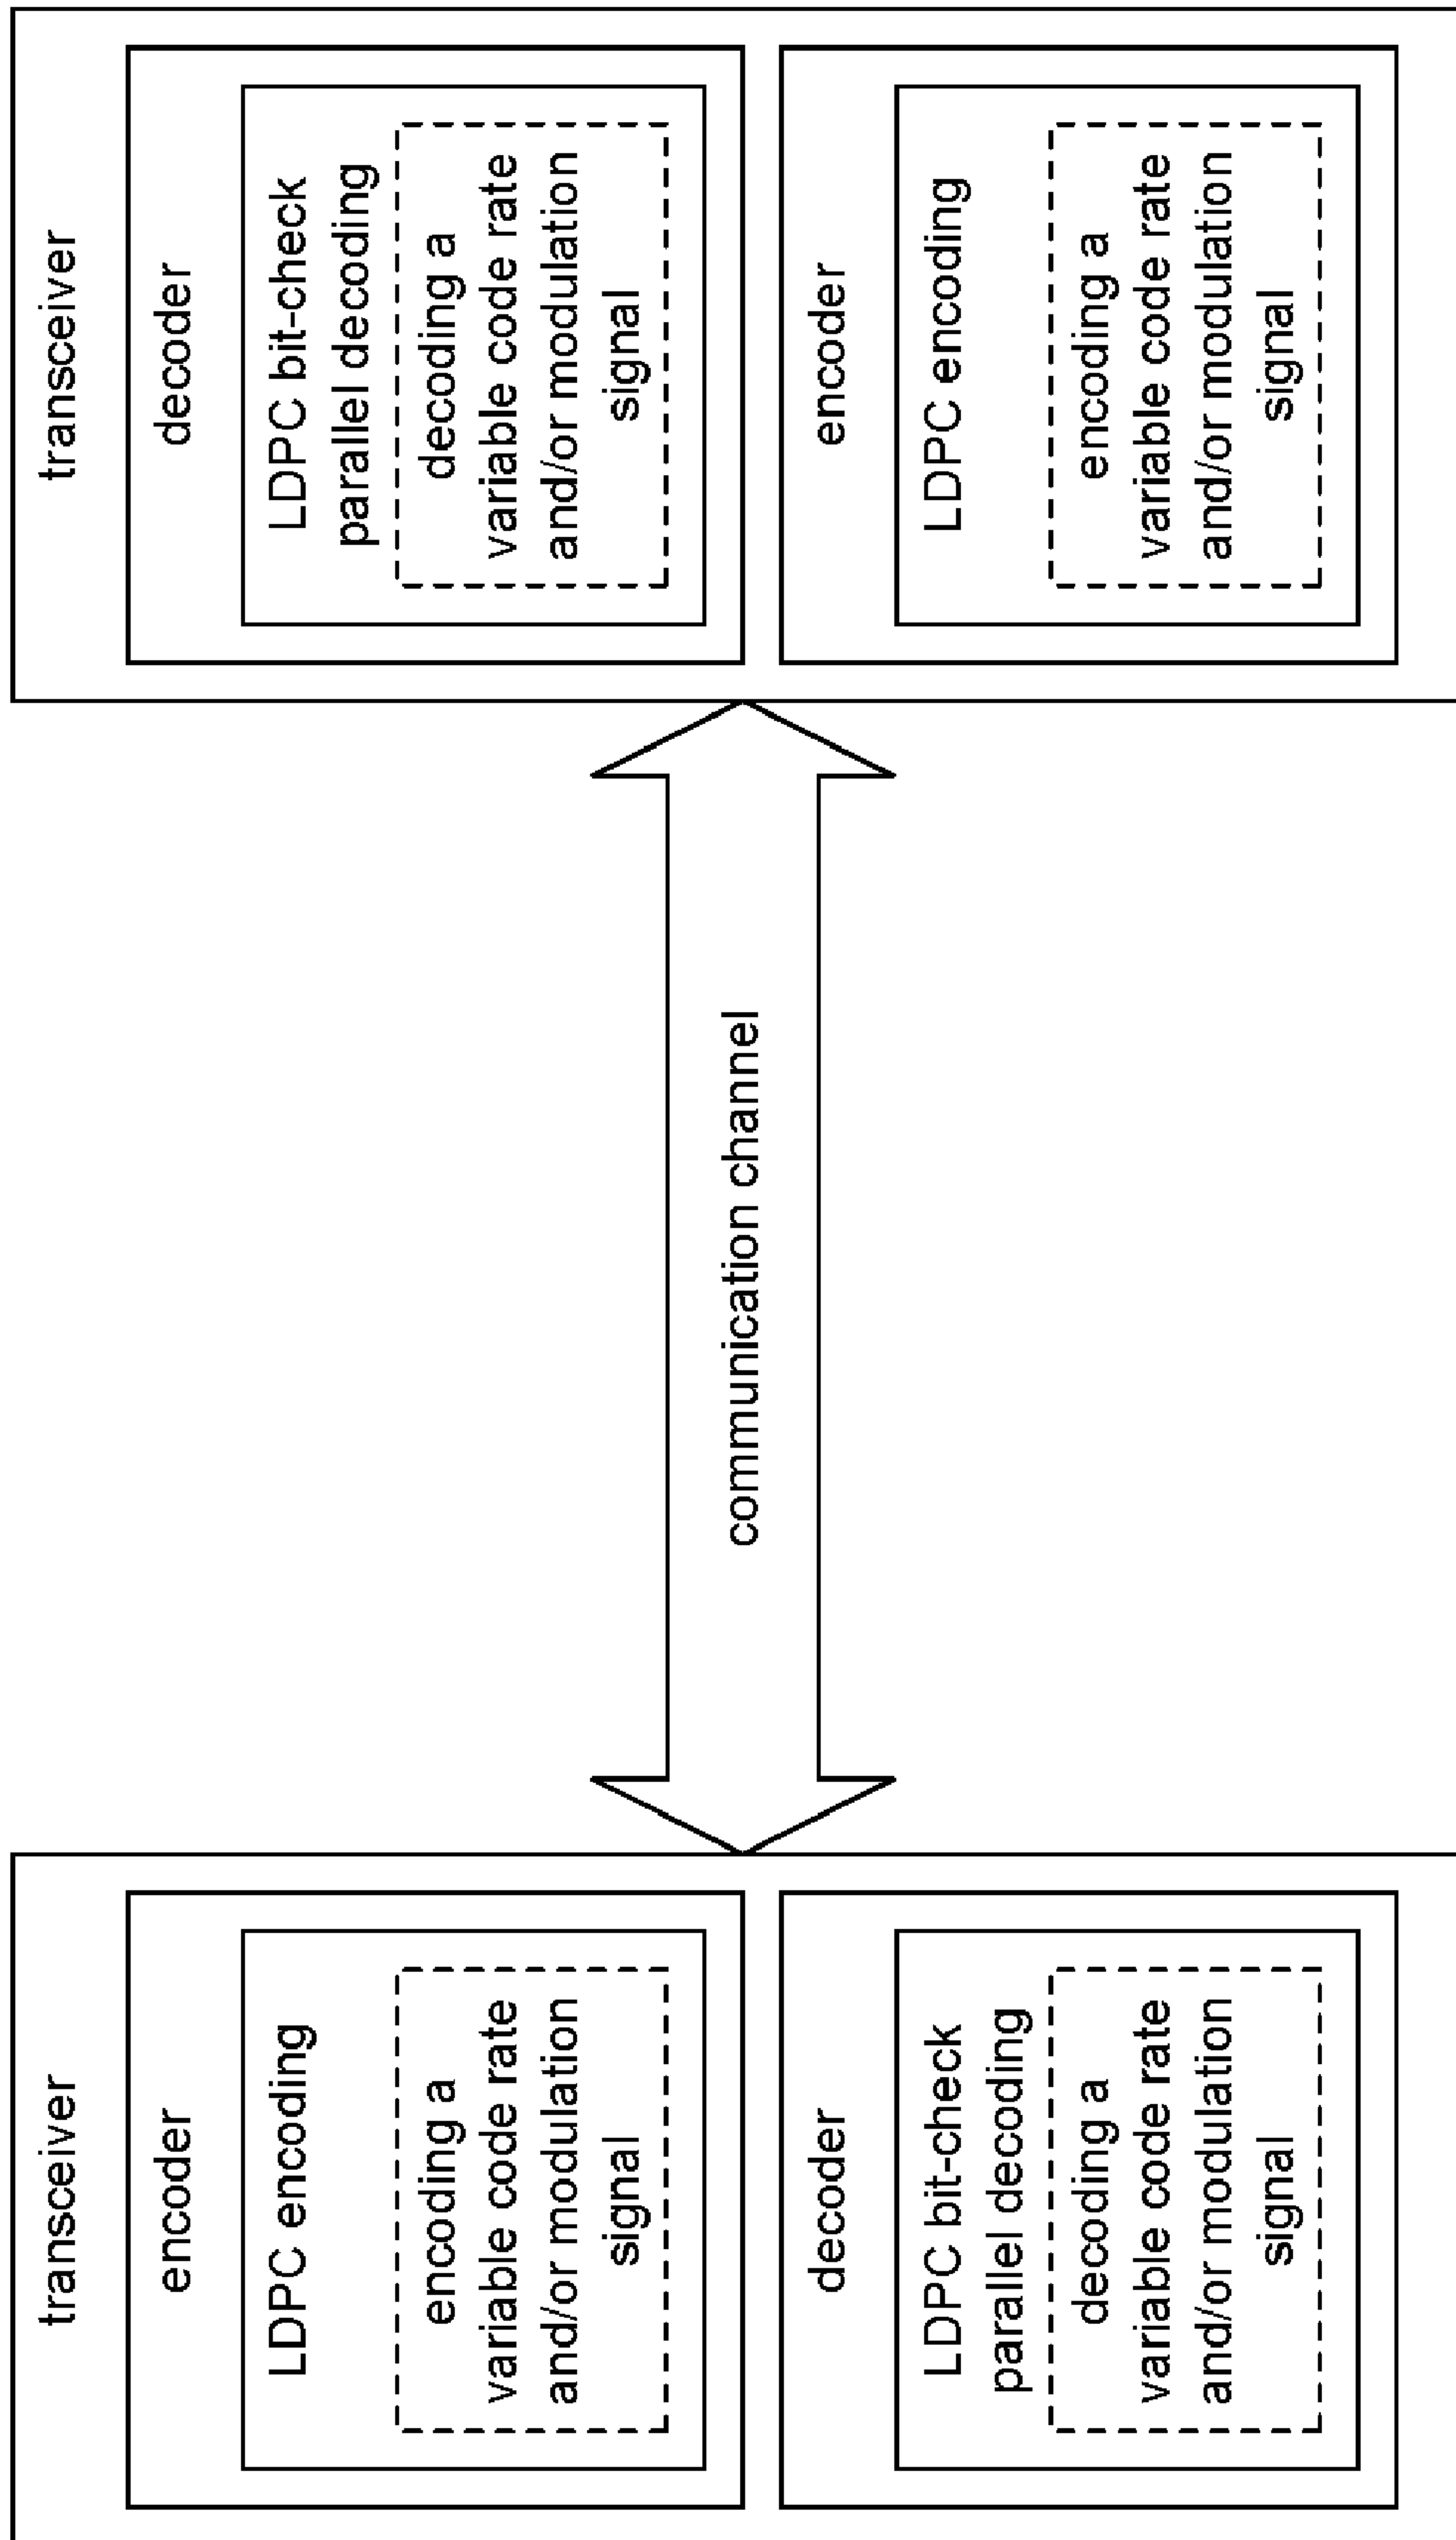 transceiver
encoder
LDPC encoding
encoding a
variable code rate
and/or modulation
signal
decoder
LDPC bit-check
parallel decoding
decoding a
variable code rate
and/or modulation
signal
communication channel
transceiver
decoder
LDPC bit-check
parallel decoding
decoding a
variable code rate
and/or modulation
signal
encoder
LDPC encoding
encoding a
variable code rate
and/or modulation
signal